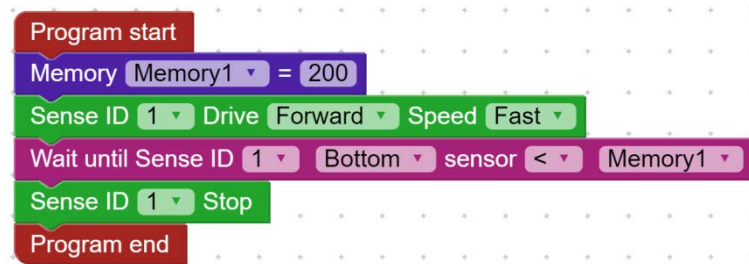 Program start
Memory Memory1 = 200
Sense ID 1 Drive Forward Speed Fast
Wait until Sense ID 1 Bottom sensor < Memory1
Sense ID 1 Stop
Program end